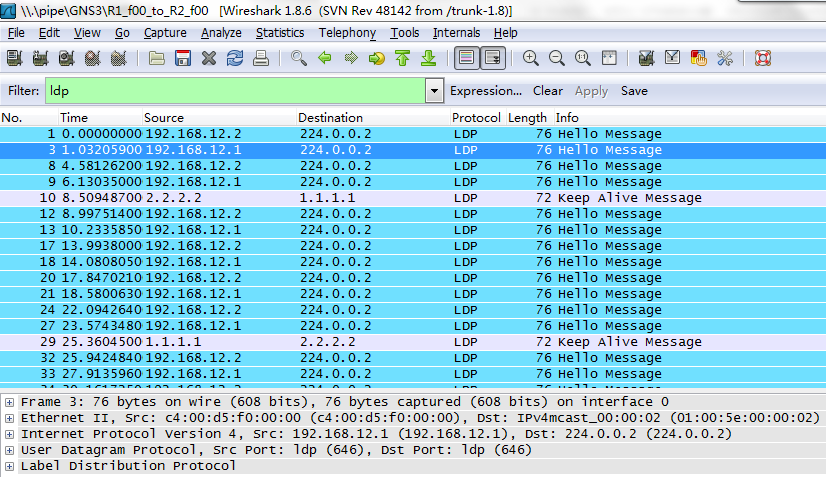 \\.\pipe\GNS3\R1_f00_to_R2_f00 [Wireshark 1.8.6 (SVN Rev 48142 from /trunk-1.8)]
File Edit View Go Capture Analyze Statistics Telephony Tools Internals Help
Filter: ldp Expression... Clear Apply Save
No. Time Source Destination Protocol Length Info
1 0.00000000 192.168.12.2 224.0.0.2 LDP 76 Hello Message
3 1.03205900 192.168.12.1 224.0.0.2 LDP 76 Hello Message
8 4.58126200 192.168.12.2 224.0.0.2 LDP 76 Hello Message
9 6.13035000 192.168.12.1 224.0.0.2 LDP 76 Hello Message
10 8.50948700 2.2.2.2 1.1.1.1 LDP 72 Keep Alive Message
12 8.99751400 192.168.12.2 224.0.0.2 LDP 76 Hello Message
13 10.2335850 192.168.12.1 224.0.0.2 LDP 76 Hello Message
17 13.9938000 192.168.12.2 224.0.0.2 LDP 76 Hello Message
18 14.0808050 192.168.12.1 224.0.0.2 LDP 76 Hello Message
20 17.8470210 192.168.12.2 224.0.0.2 LDP 76 Hello Message
21 18.5800630 192.168.12.1 224.0.0.2 LDP 76 Hello Message
24 22.0942640 192.168.12.2 224.0.0.2 LDP 76 Hello Message
27 23.5743480 192.168.12.1 224.0.0.2 LDP 76 Hello Message
29 25.3604500 1.1.1.1 2.2.2.2 LDP 72 Keep Alive Message
32 25.9424840 192.168.12.2 224.0.0.2 LDP 76 Hello Message
33 27.9135960 192.168.12.1 224.0.0.2 LDP 76 Hello Message
Frame 3: 76 bytes on wire (608 bits), 76 bytes captured (608 bits) on interface 0
Ethernet II, Src: c4:00:d5:f0:00:00 (c4:00:d5:f0:00:00), Dst: IPv4mcast_00:00:02 (01:00:5e:00:00:02)
Internet Protocol Version 4, Src: 192.168.12.1 (192.168.12.1), Dst: 224.0.0.2 (224.0.0.2)
User Datagram Protocol, Src Port: ldp (646), Dst Port: ldp (646)
Label Distribution Protocol